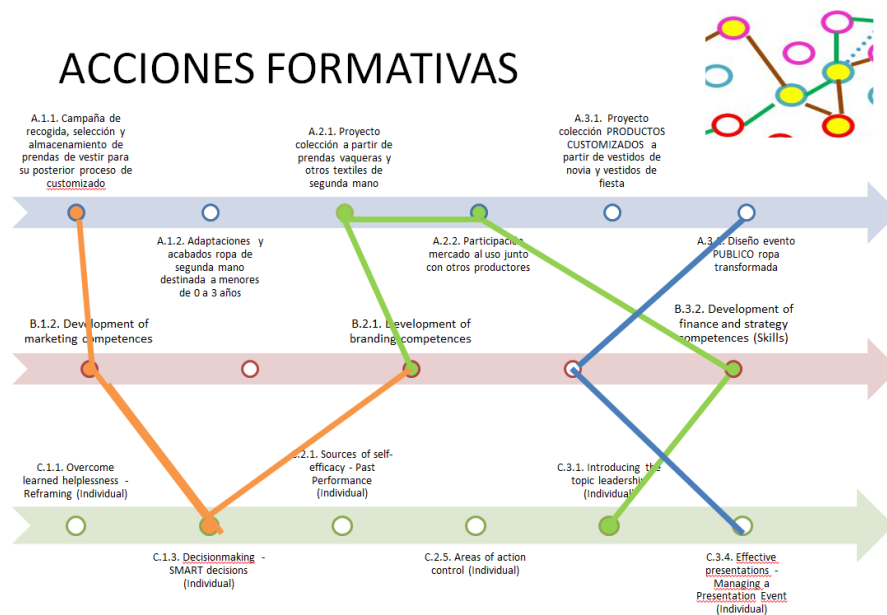 ACCIONES FORMATIVAS
A.1.1. Campaña de
recogida, selección y
almacenamiento de
prendas de vestir para
su posterior proceso de
customizado
A.2.1. Proyecto
colección a partir de
prendas vaqueras y
otros textiles de
segunda mano
A.3.1. Proyecto
colección PRODUCTOS
CUSTOMIZADOS a
partir de vestidos de
novia y vestidos de
fiesta
A.1.2. Adaptaciones y
acabados ropa de
segunda mano
destinada a menores
de 0 a 3 años
A.2.2. Participación
mercado al uso junto
con otros productores
Diseño evento
PUBLICO ropa
transformada
B.1.2. Development of
marketing competences
B.2.1. Development of
branding competences
B.3.2. Development of
finance and strategy
competences (Skills)
C.1.1. Overcome
learned helplessness -
Reframing (Individual)
C.2.1. Sources of self-
efficacy - Past
Performance
(Individual)
C.3.1. Introducing the
topic leadership
(Individual)
C.1.3. Decisionmaking -
SMART decisions
(Individual)
C.2.5. Areas of action
control (Individual)
C.3.4. Effective
presentations -
Managing a
Presentation Event
(Individual)